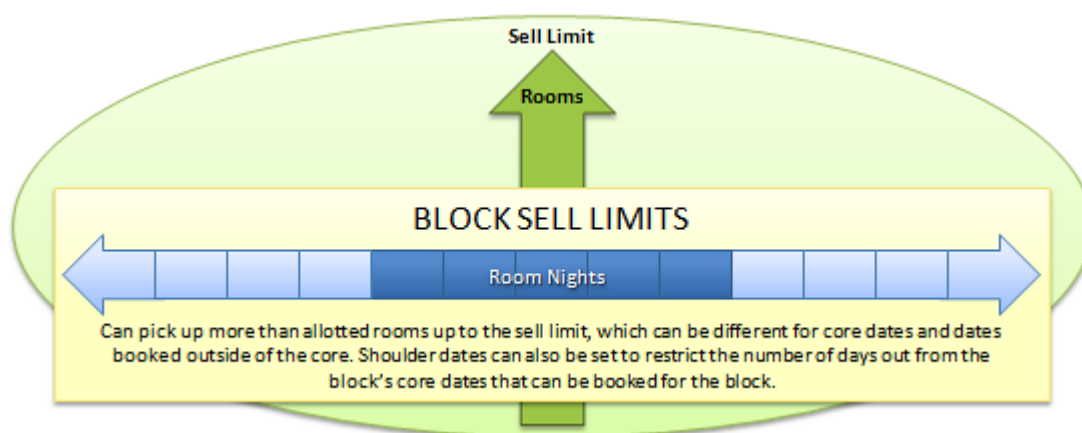 Sell Limit
Rooms
BLOCK SELL LIMITS
Room Nights
Can pick up more than allotted rooms up to the sell limit, which can be different for core dates and dates
booked outside of the core. Shoulder dates can also be set to restrict the number of days out from the
block's core dates that can be booked for the block.